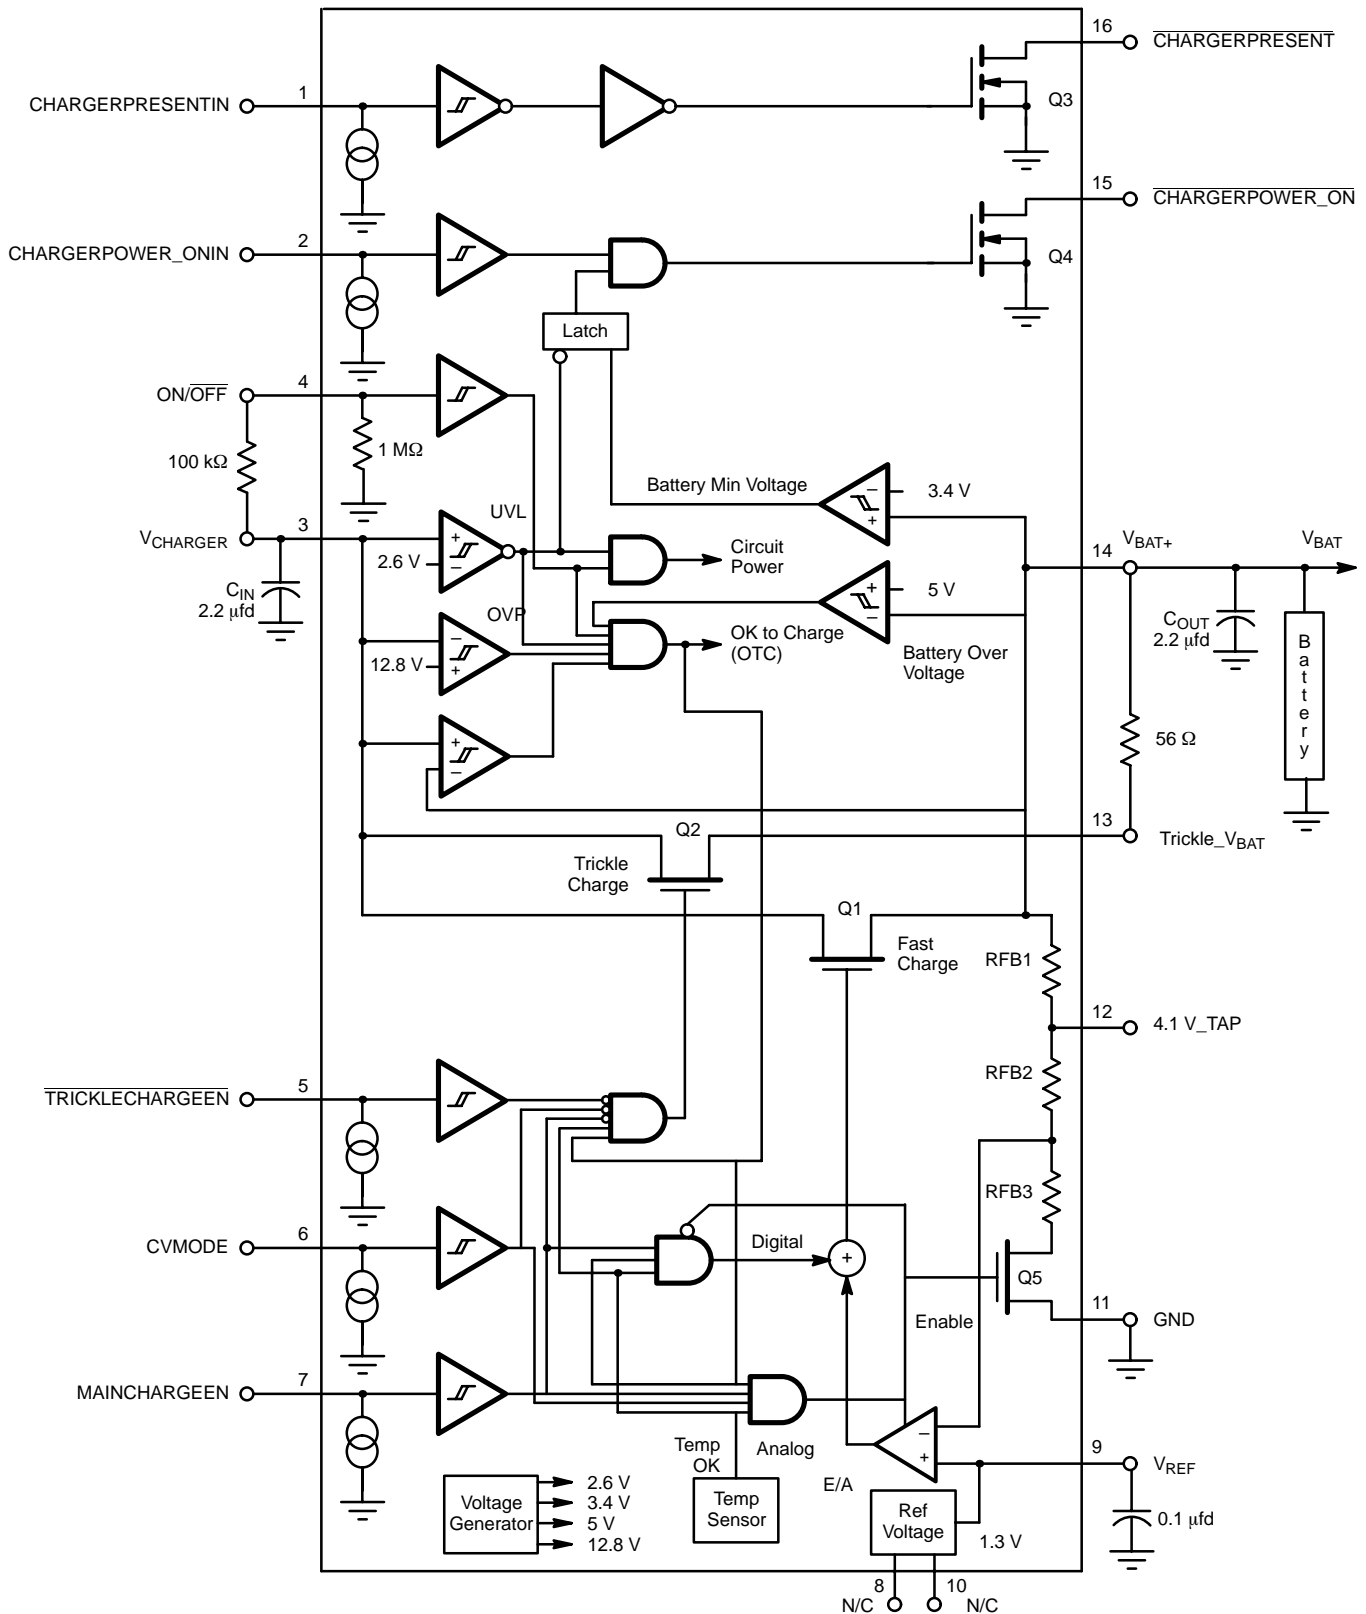 16
CHARGERPRESENT
CHARGERPRESENTIN
1
Q3
15
CHARGERPOWER_ON
CHARGERPOWER_ONIN
2
Q4
Latch
ON/OFF
4
100 kΩ
1 MΩ
Battery Min Voltage
−
3.4 V
+
UVL
VCHARGER
3
+
2.6 V
−
Circuit
Power
14
VBAT+
VBAT
CIN
2.2 μfd
OVP
+
5 V
−
COUT
2.2 μfd
Battery
−
12.8 V
+
OK to Charge
(OTC)
Battery Over
Voltage
+
−
56 Ω
Q2
13
Trickle_VBAT
Trickle
Charge
Q1
Fast
Charge
RFB1
12
4.1 V_TAP
RFB2
TRICKLECHARGEEN
5
RFB3
CVMODE
6
Digital
+
Q5
Enable
11
GND
MAINCHARGEEN
7
Temp
OK
Analog
−
+
E/A
9
VREF
0.1 μfd
Voltage
Generator
2.6 V
3.4 V
5 V
12.8 V
Temp
Sensor
Ref
Voltage
1.3 V
8
10
N/C
N/C